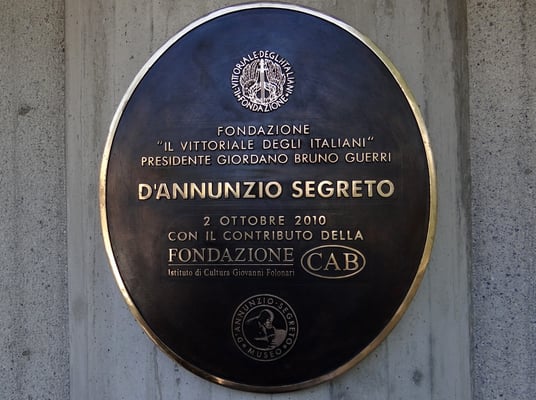 IL VITTORIALE DEGL'ITALIANI
FONDAZIONE
FONDAZIONE
"IL VITTORIALE DEGLI ITALIANI"
PRESIDENTE GIORDANO BRUNO GUERRI
D'ANNUNZIO SEGRETO
2 OTTOBRE 2010
CON IL CONTRIBUTO DELLA
FONDAZIONE CAB
Istituto di Cultura Giovanni Folonari
D'ANNUNZIO·SEGRETO
MUSEO